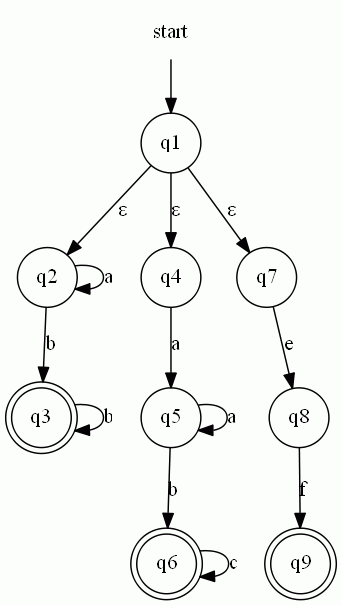 start
q1
ε ε ε
q2 a q4 q7
b a e
q3 b q5 a q8
b f
q6 c q9